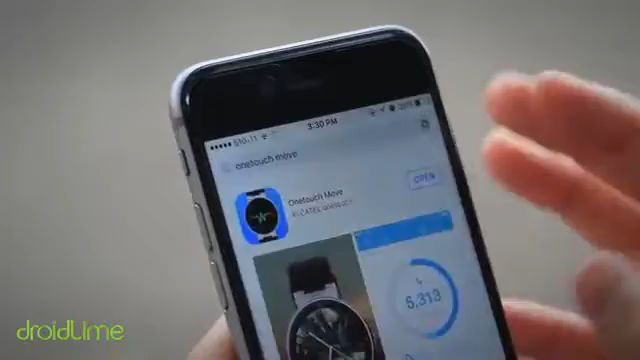 3:30 PM
onetouch move
Onetouch Move
OPEN
5,313
droidLime